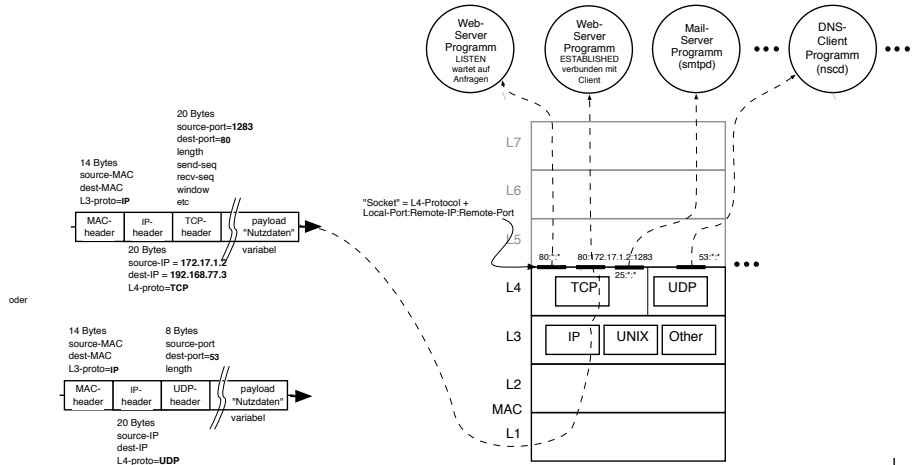 Web-
Server
Programm
LISTEN
wartet auf
Anfragen
Web-
Server
Programm
ESTABLISHED
verbunden mit
Client
Mail-
Server
Programm
(smtpd)
DNS-
Client
Programm
(nscd)
20 Bytes
source-port=1283
dest-port=80
length
send-seq
recv-seq
window
etc
14 Bytes
source-MAC
dest-MAC
L3-proto=IP
MAC-
header
IP-
header
TCP-
header
payload
"Nutzdaten"
variabel
20 Bytes
source-IP = 172.17.1.2
dest-IP = 192.168.77.3
L4-proto=TCP
oder
14 Bytes
source-MAC
dest-MAC
L3-proto=IP
8 Bytes
source-port
dest-port=53
length
MAC-
header
IP-
header
UDP-
header
payload
"Nutzdaten"
variabel
20 Bytes
source-IP
dest-IP
L4-proto=UDP
"Socket" = L4-Protocol +
Local-Port:Remote-IP:Remote-Port
L7
L6
L5
80:*:*
80:172.17.1.2:1283
25:*:*
53:*:*
L4
TCP
UDP
L3
IP
UNIX
Other
L2
MAC
L1